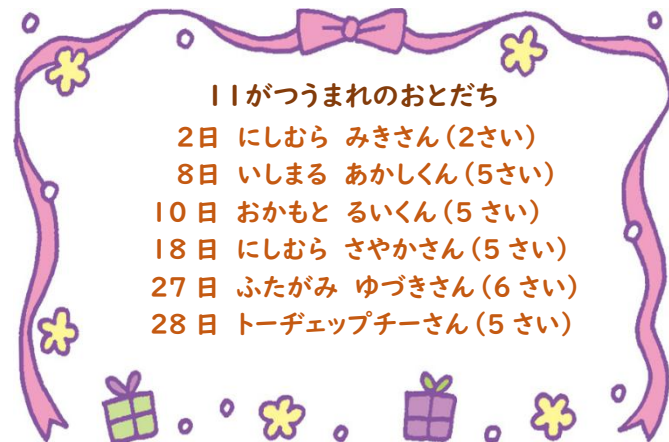 11がつうまれのおとだち
2日 にしむら みきさん(2さい)
8日 いしまる あかしくん(5さい)
10日 おかもと るいくん(5さい)
18日 にしむら さやかさん(5さい)
27日 ふたがみ ゆづきさん(6さい)
28日 トーヂェップチーさん(5さい)